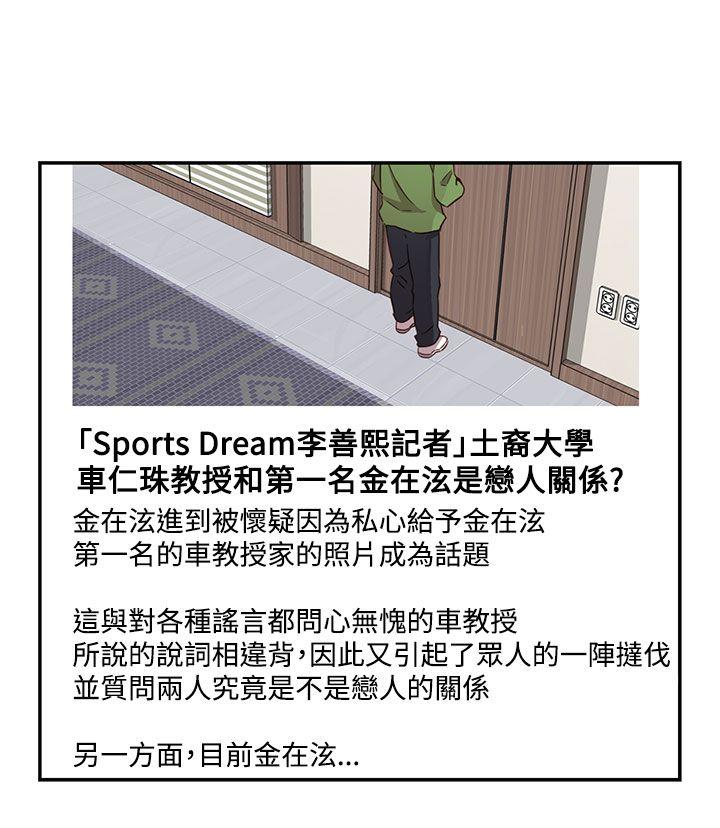 「Sports Dream李善熙記者」土裔大學
車仁珠教授和第一名金在泫是戀人關係?
金在泫進到被懷疑因為私心給予金在泫
第一名的車教授家的照片成為話題
這與對各種謠言都問心無愧的車教授
所說的說詞相違背，因此又引起了眾人的一陣撻伐
並質問兩人究竟是不是戀人的關係
另一方面，目前金在泫...